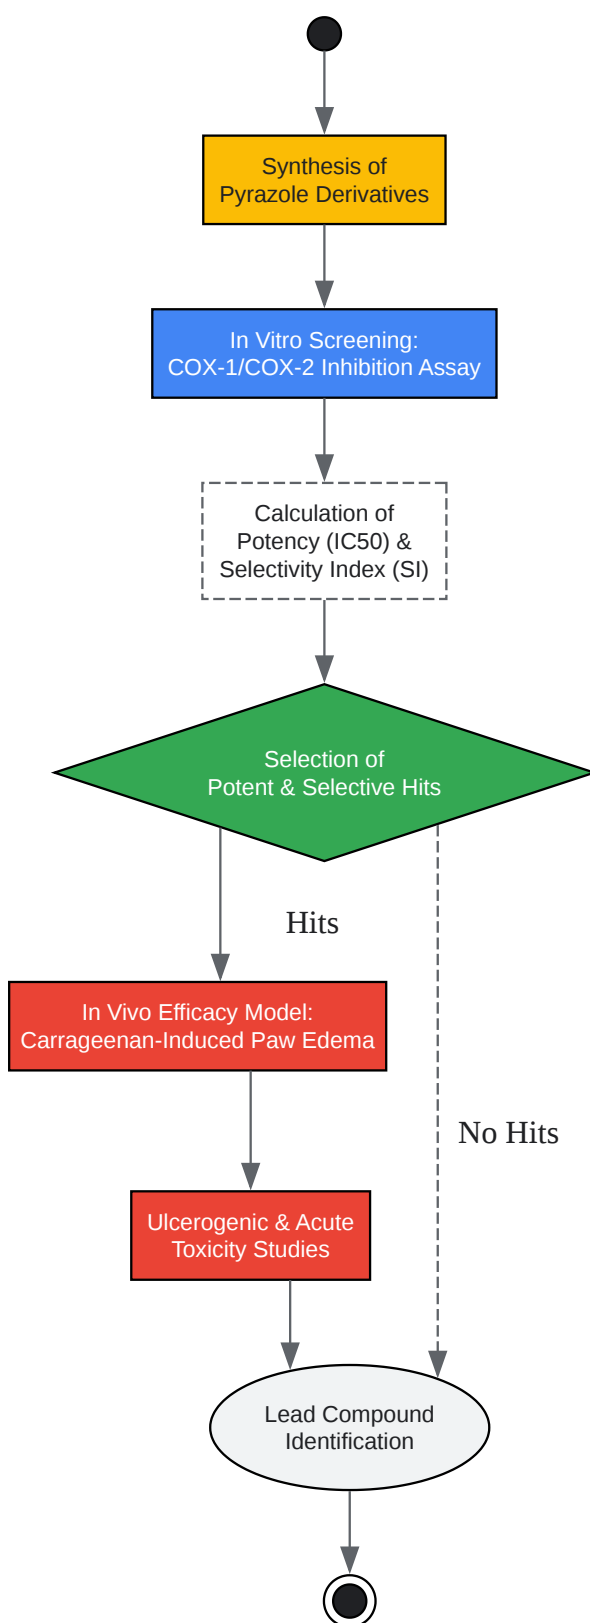 Synthesis of
Pyrazole Derivatives
In Vitro Screening:
COX-1/COX-2 Inhibition Assay
Calculation of
Potency (IC50) &
Selectivity Index (SI)
Selection of
Potent & Selective Hits
Hits
In Vivo Efficacy Model:
Carrageenan-Induced Paw Edema
No Hits
Ulcerogenic & Acute
Toxicity Studies
Lead Compound
Identification